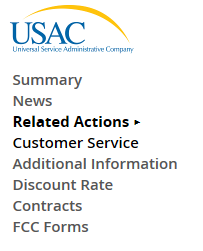 USAC
Universal Service Administrative Company
Summary
News
Related Actions ▸
Customer Service
Additional Information
Discount Rate
Contracts
FCC Forms